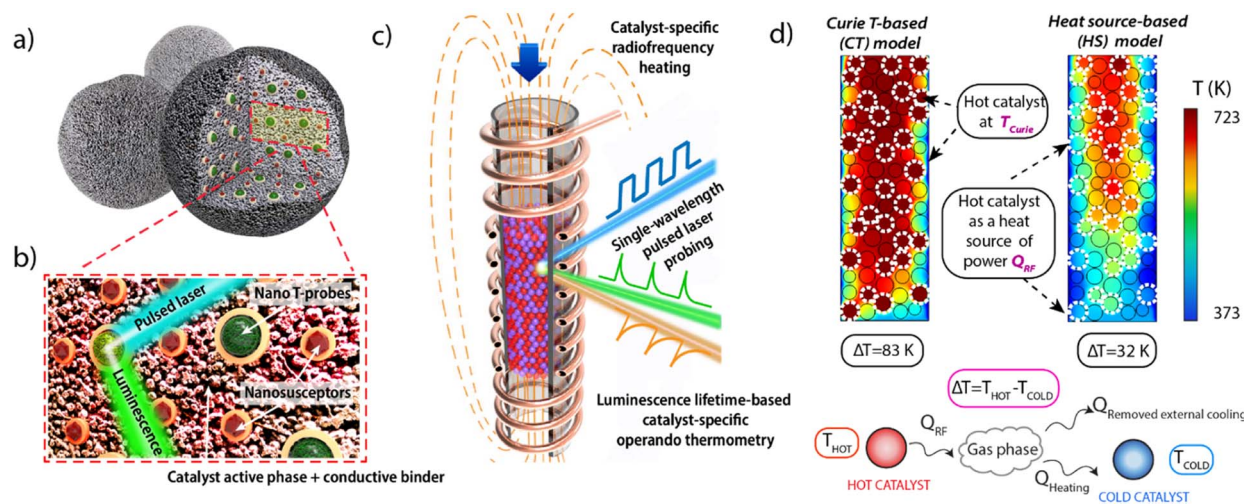 a)
b)
Pulsed laser
Nano T-probes
Luminescence
Nanosusceptors
Catalyst active phase + conductive binder
c)
Catalyst-specific
radiofrequency
heating
Single-wavelength
pulsed laser
probing
Luminescence lifetime-based
catalyst-specific
operando thermometry
d)
Curie T-based
(CT) model
Heat source-based
(HS) model
Hot catalyst
at T Curie
Hot catalyst
as a heat
source of
power QRF
T (K)
723
373
ΔT=83 K
ΔT=32 K
ΔT=THOT-TCOLD
THOT
QRF
Gas phase
QRemoved external cooling
QHeating
TCOLD
HOT CATALYST
COLD CATALYST